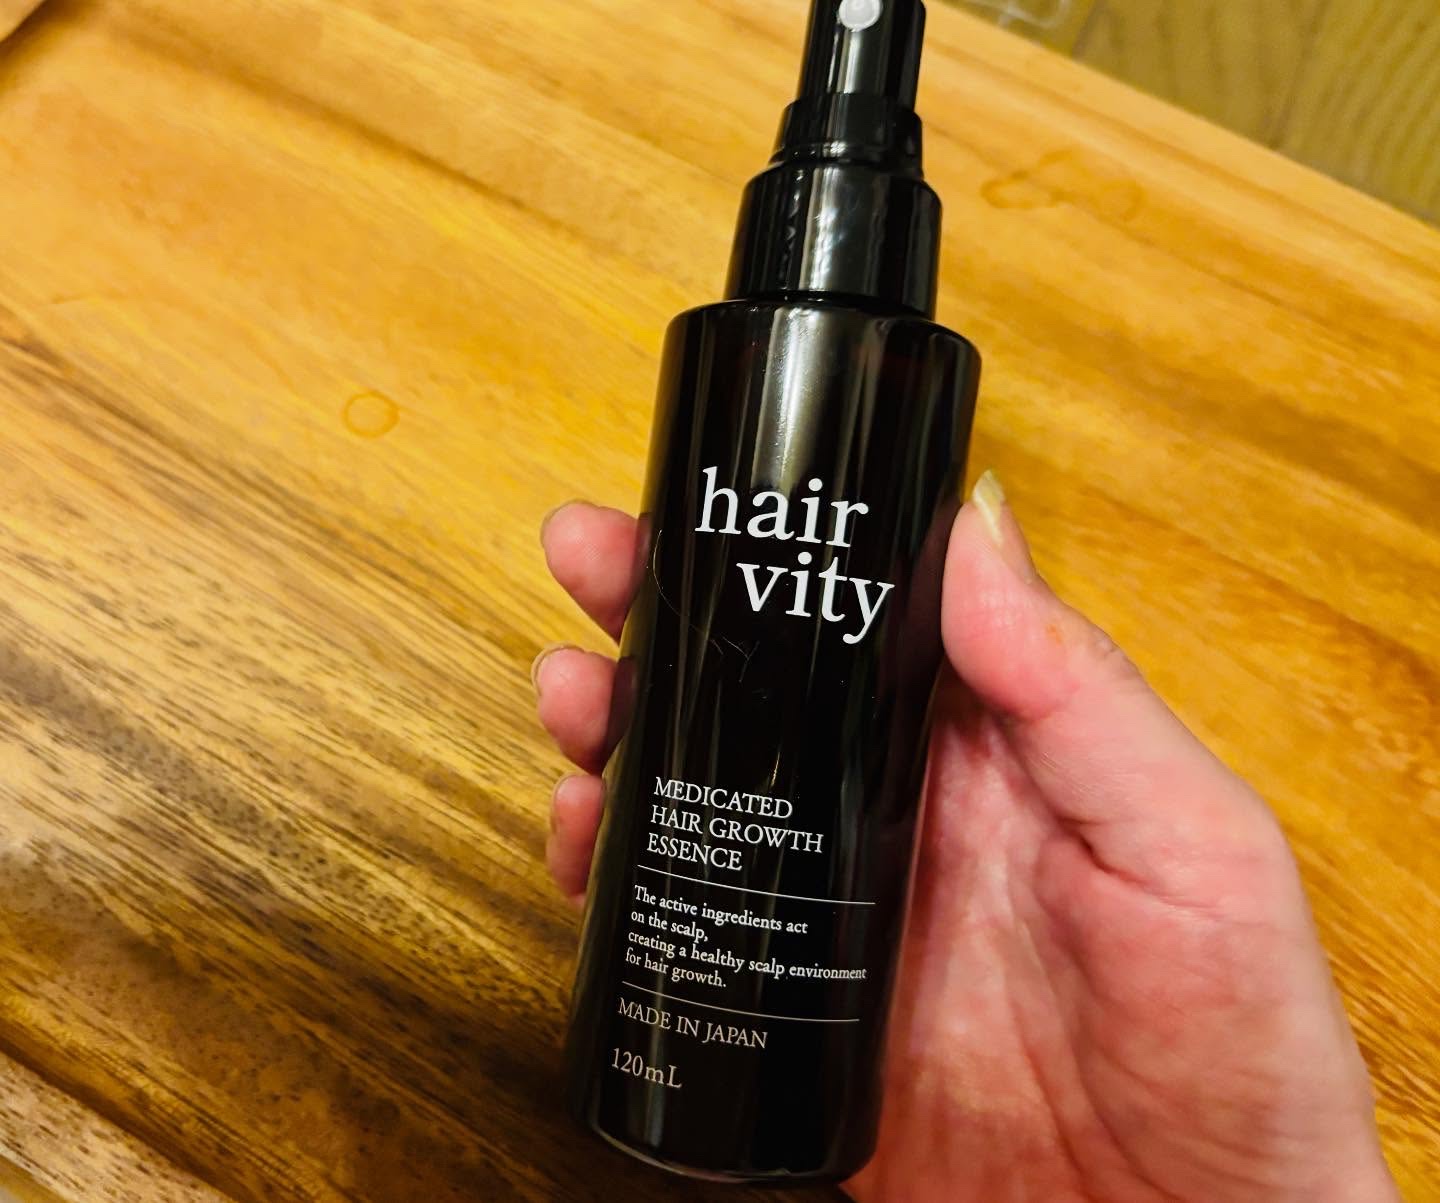 hair
vity
MEDICATED
HAIR GROWTH
ESSENCE
The active ingredients act
on the scalp,
creating a healthy scalp environment
for hair growth.
MADE IN JAPAN
120mL